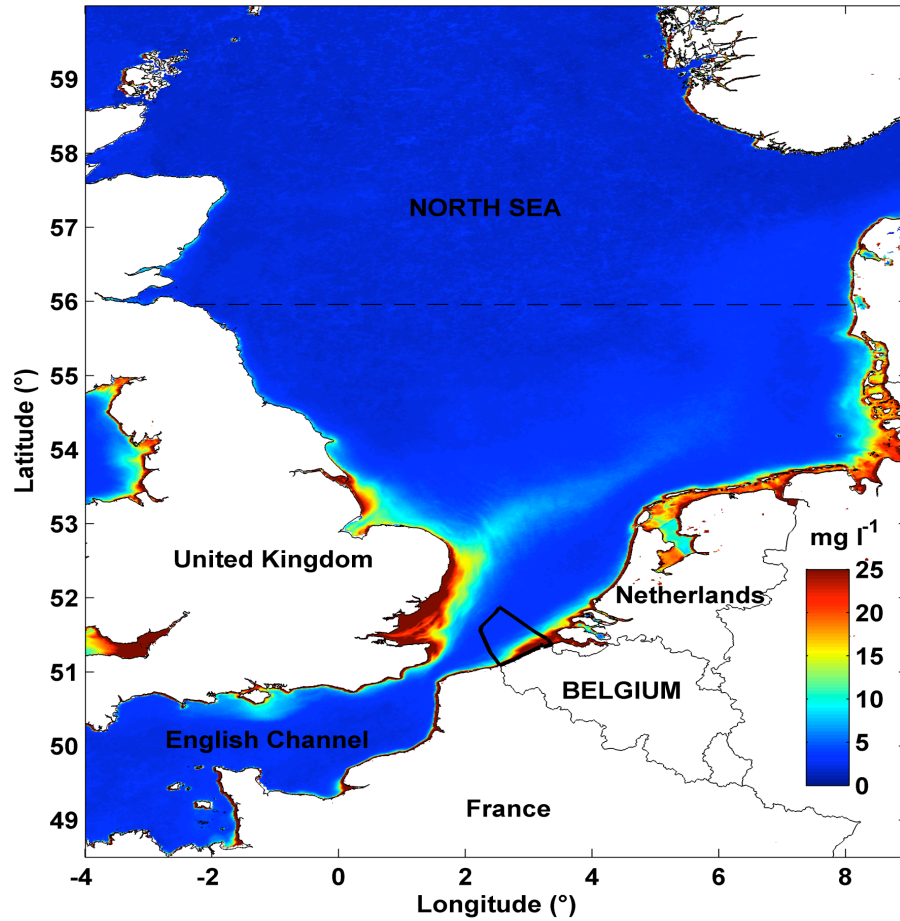 59
58
57
56
55
54
53
52
51
50
49
Latitude (°)
NORTH SEA
United Kingdom
mg l-1
25
20
15
10
5
0
Netherlands
BELGIUM
English Channel
France
-4
-2
0
2
4
6
8
Longitude (°)